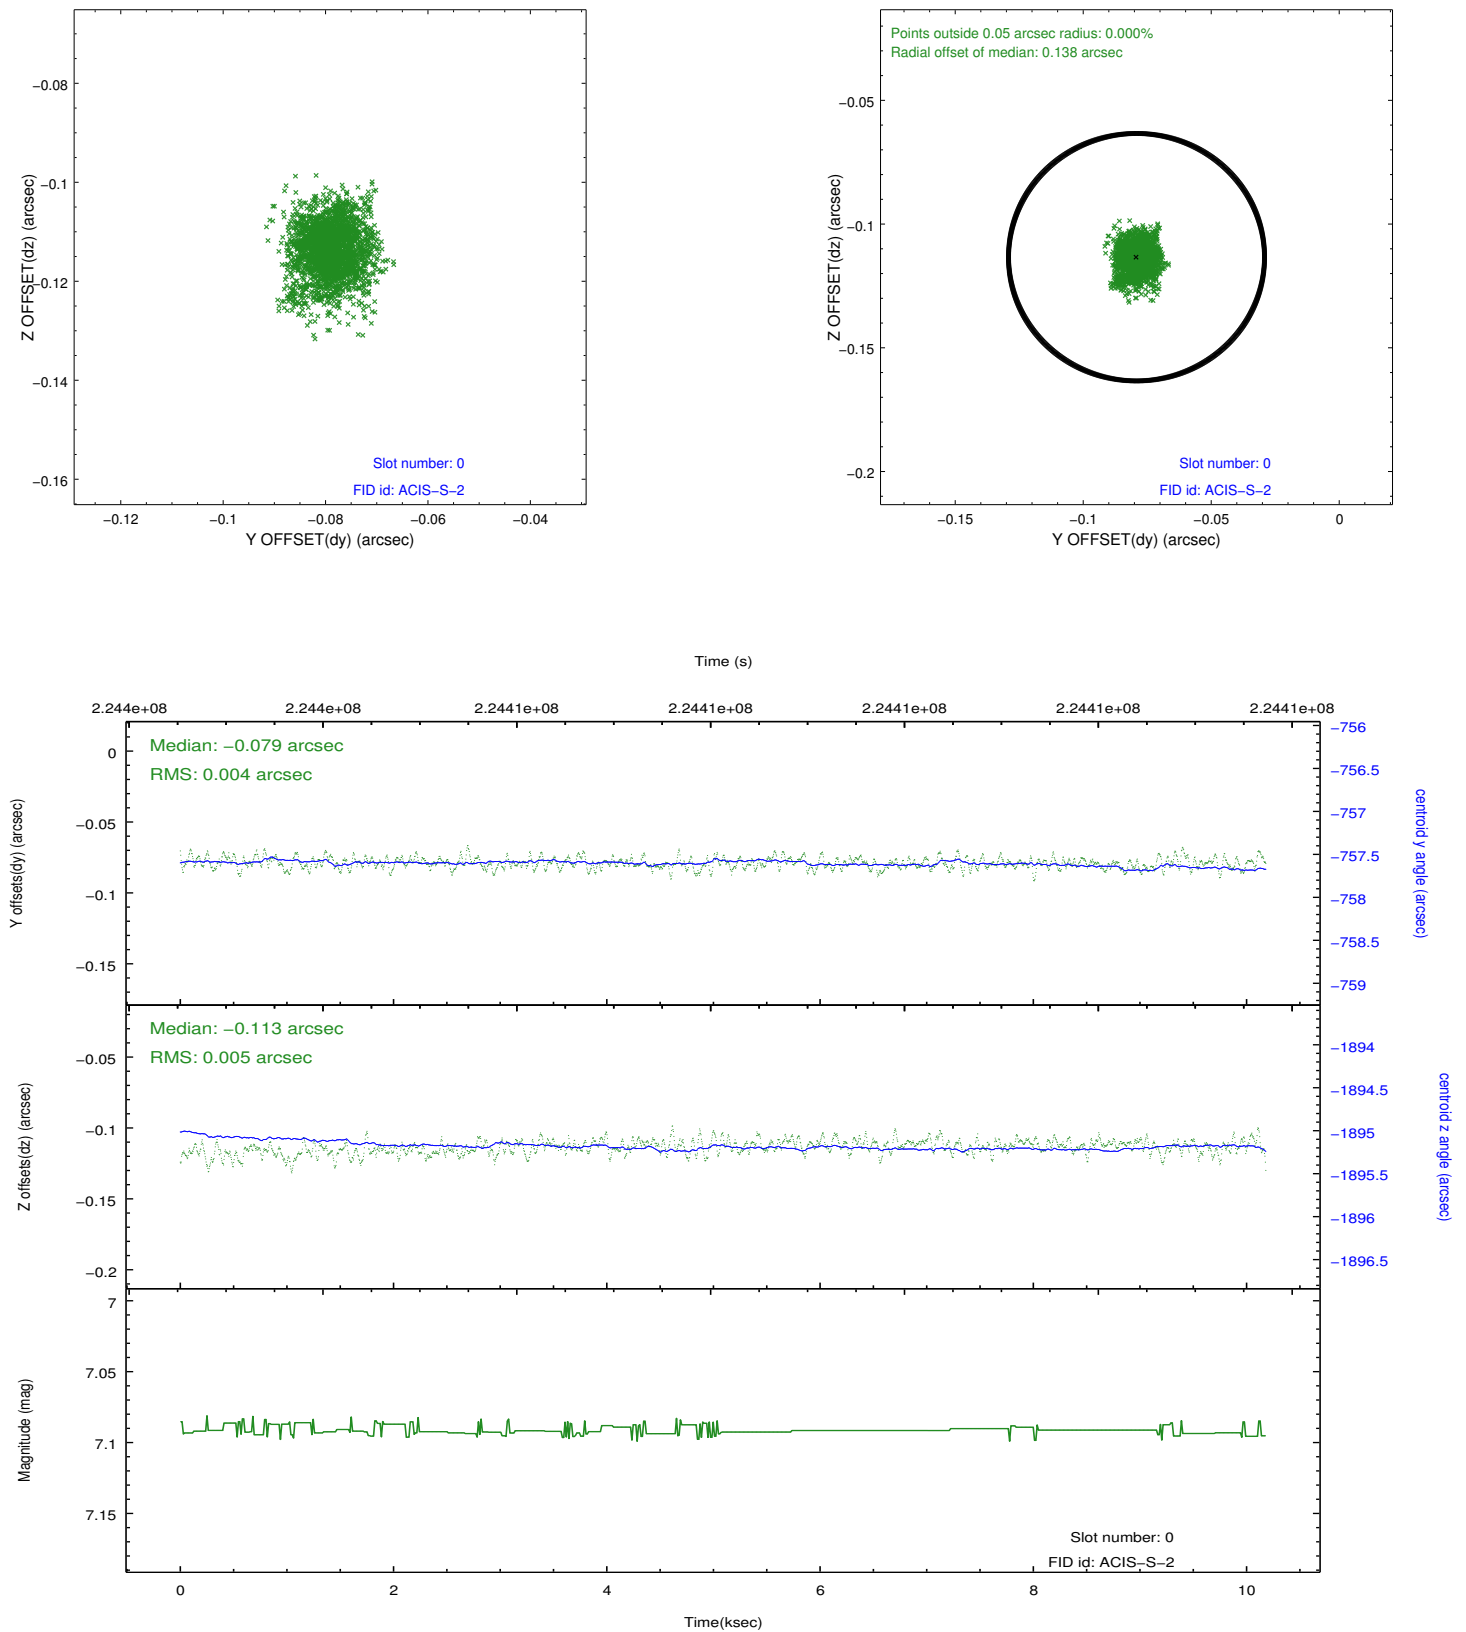 −0.08
−0.1
−0.12
−0.14
−0.16
Z OFFSET(dz) (arcsec)
Slot number: 0
FID id: ACIS−S−2
−0.12
−0.1
−0.08
−0.06
−0.04
Y OFFSET(dy) (arcsec)
Points outside 0.05 arcsec radius: 0.000%
Radial offset of median: 0.138 arcsec
−0.05
−0.1
−0.15
−0.2
Z OFFSET(dz) (arcsec)
Slot number: 0
FID id: ACIS−S−2
−0.15
−0.1
−0.05
0
Y OFFSET(dy) (arcsec)
Time (s)
2.244e+08
2.244e+08
2.2441e+08
2.2441e+08
2.2441e+08
2.2441e+08
2.2441e+08
Median: −0.079 arcsec
RMS: 0.004 arcsec
0
−0.05
−0.1
−0.15
Y offsets(dy) (arcsec)
−756
−756.5
−757
−757.5
−758
−758.5
−759
centroid y angle (arcsec)
Median: −0.113 arcsec
RMS: 0.005 arcsec
−0.05
−0.1
−0.15
−0.2
Z offsets(dz) (arcsec)
−1894
−1894.5
−1895
−1895.5
−1896
−1896.5
centroid z angle (arcsec)
7
7.05
7.1
7.15
Magnitude (mag)
Slot number: 0
FID id: ACIS−S−2
0
2
4
6
8
10
Time(ksec)